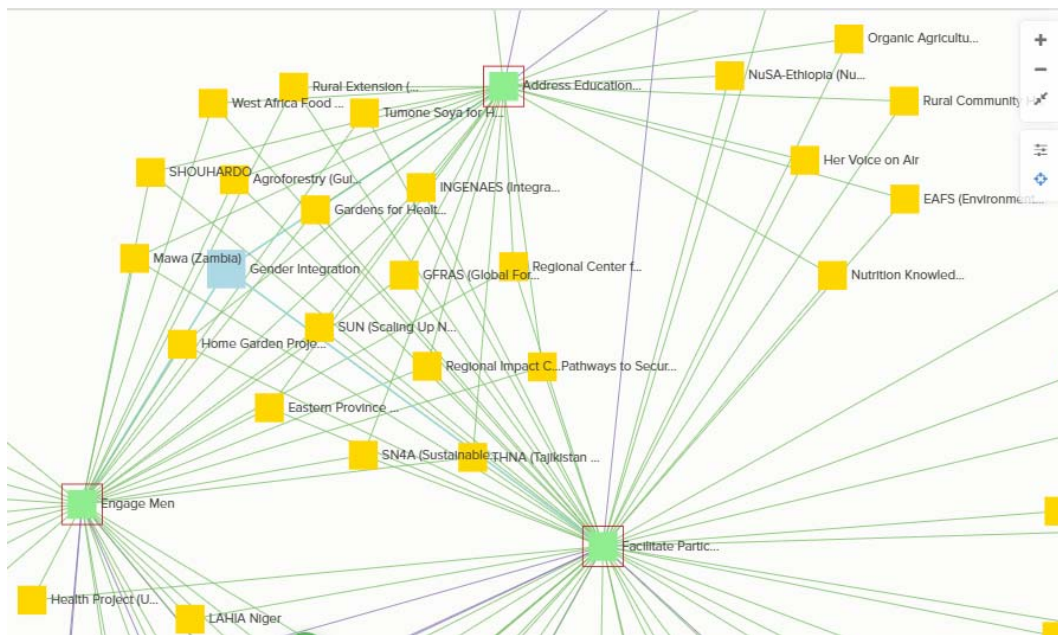 Organic Agricultu...
NuSA-Ethiopia (Nu...
Rural Extension (...
Address Education...
West Africa Food ...
Tumone Soya for H...
Rural Community
Her Voice on Air
SHOUHARDO
Agroforestry (Gui...
INGENAES (Integra...
EAFS (Environment...
Gardens for Healt...
Mawa (Zambia)
Gender Integration
GFRAS (Global For...
Regional Center f...
Nutrition Knowled...
SUN (Scaling Up N...
Home Garden Proje...
Regional Impact C...
Pathways to Secur...
Eastern Province ...
SN4A (Sustainable...
THNA (Tajikistan ...
Engage Men
Facilitate Partic...
Health Project (U...
LAHIA Niger